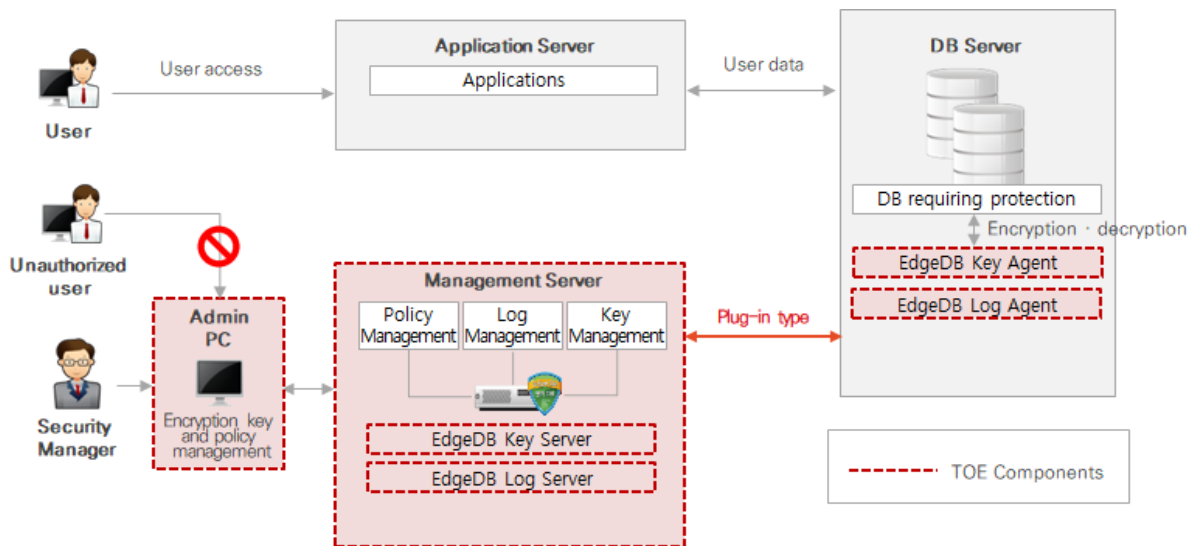 Application Server
Applications
DB Server
User access
User data
User
DB requiring protection
Encryption · decryption
EdgeDB Key Agent
EdgeDB Log Agent
Unauthorized
user
Admin
PC
Encryption key
and policy
management
Security
Manager
Management Server
Policy
Management
Log
Management
Key
Management
EdgeDB Key Server
EdgeDB Log Server
Plug-in type
TOE Components